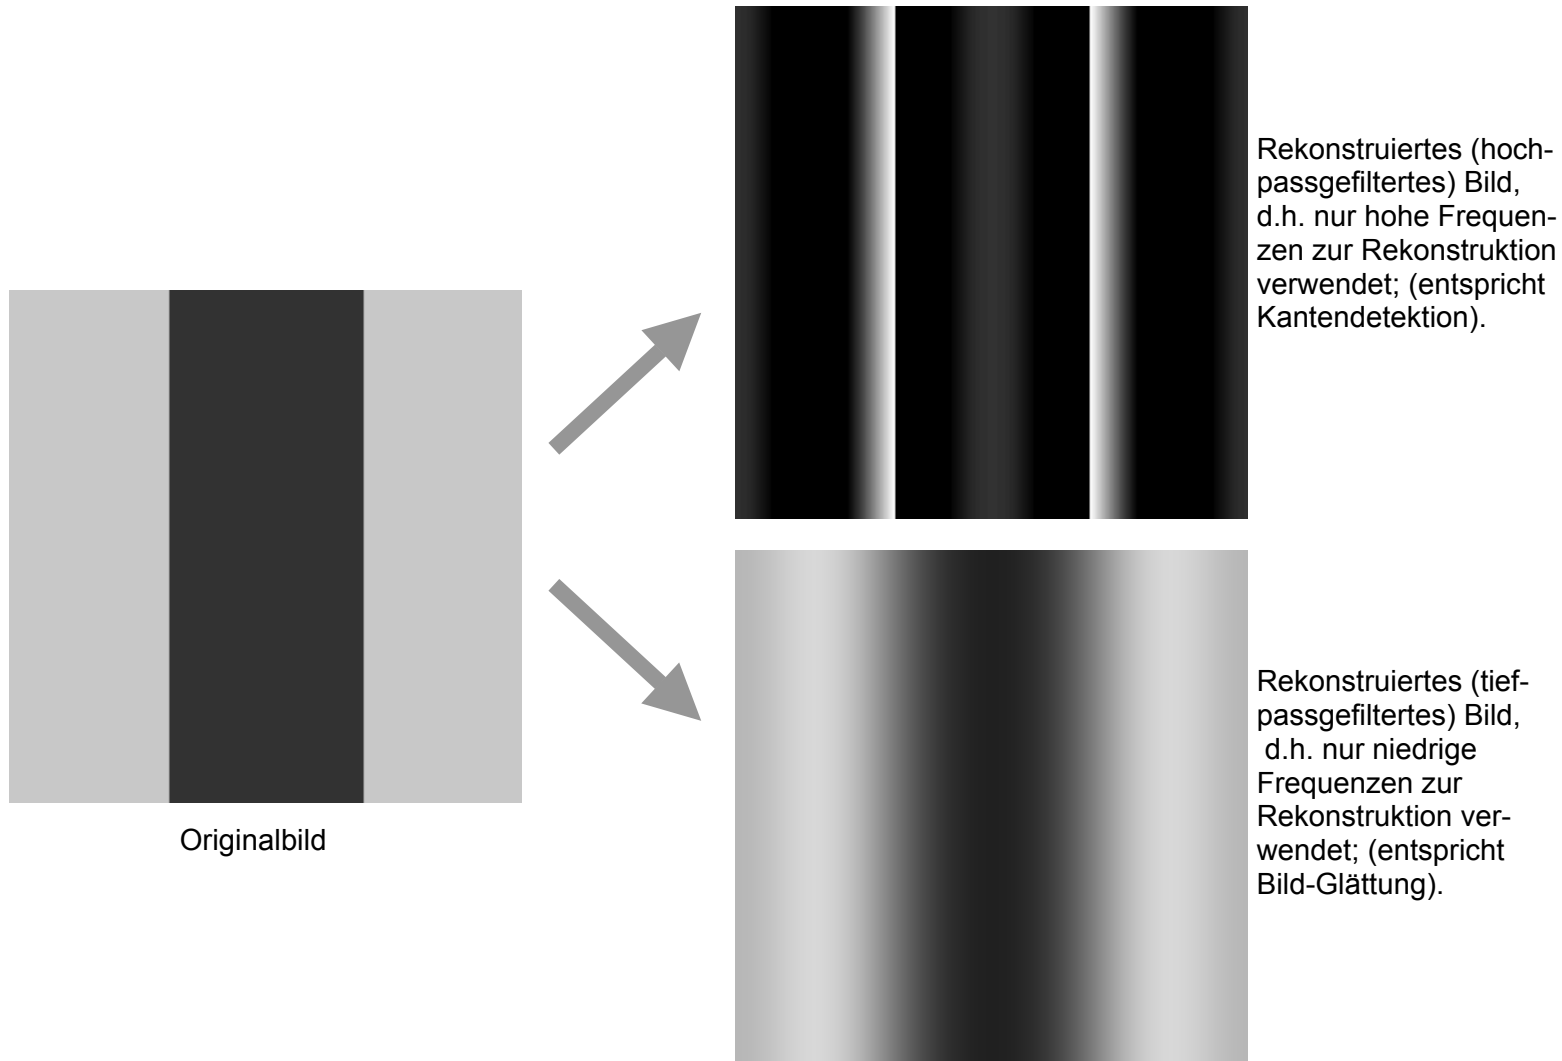 Rekonstruiertes (hoch-
passgefiltertes) Bild,
d.h. nur hohe Frequen-
zen zur Rekonstruktion
verwendet; (entspricht
Kantendetektion).
Originalbild
Rekonstruiertes (tief-
passgefiltertes) Bild,
d.h. nur niedrige
Frequenzen zur
Rekonstruktion ver-
wendet; (entspricht
Bild-Glättung).